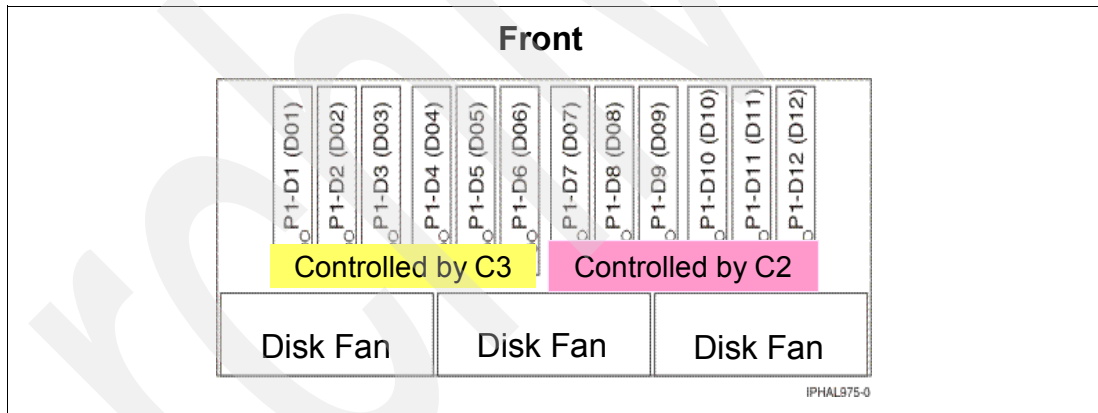 Front
P1-D1 (D01)
P1-D2 (D02)
P1-D3 (D03)
P1-D4 (D04)
P1-D5 (D05)
P1-D6 (D06)
P1-D7 (D07)
P1-D8 (D08)
P1-D9 (D09)
P1-D10 (D10)
P1-D11 (D11)
P1-D12 (D12)
Controlled by C3
Controlled by C2
Disk Fan
Disk Fan
Disk Fan
IPHAL975-0